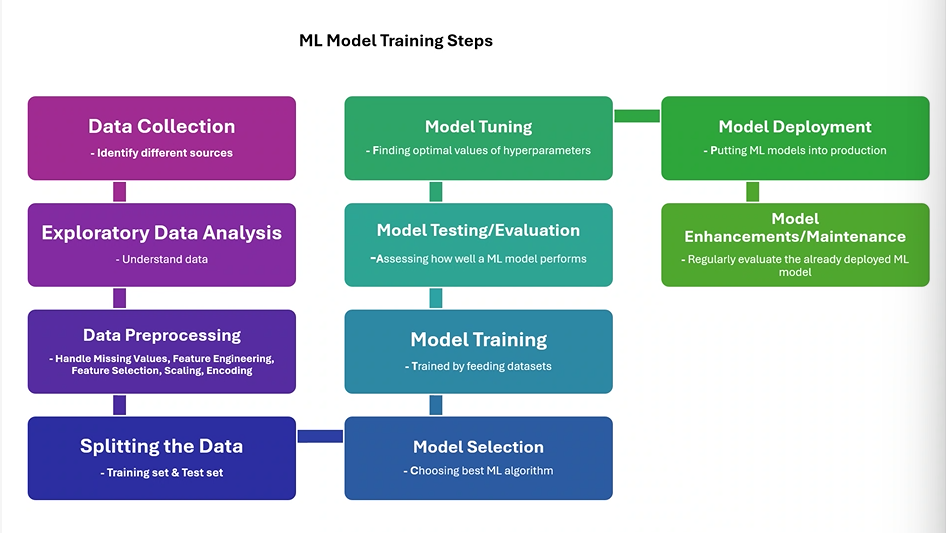 ML Model Training Steps
Data Collection
- Identify different sources
Exploratory Data Analysis
- Understand data
Data Preprocessing
- Handle Missing Values, Feature Engineering,
Feature Selection, Scaling, Encoding
Splitting the Data
- Training set & Test set
Model Selection
- Choosing best ML algorithm
Model Training
- Trained by feeding datasets
Model Testing/Evaluation
-Assessing how well a ML model performs
Model Tuning
- Finding optimal values of hyperparameters
Model Deployment
- Putting ML models into production
Model
Enhancements/Maintenance
- Regularly evaluate the already deployed ML
model